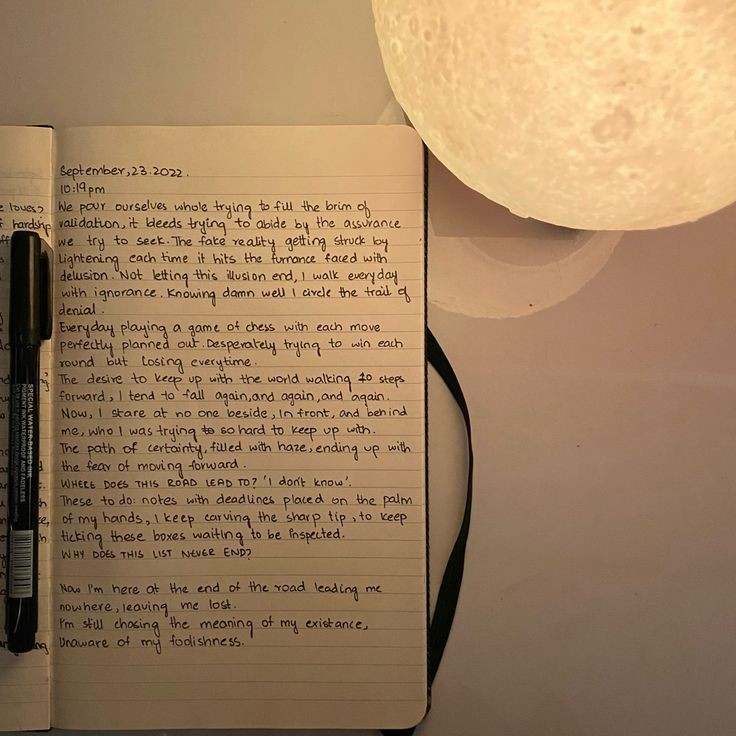 September, 23. 2022.
10:19pm
We pour ourselves whole trying to fill the brim of
validation, it bleeds trying to abide by the assurance
we try to seek. The fake reality getting struck by
lightening each time it hits the furnance faced with
delusion. Not letting this illusion end, I walk everyday
with ignorance. Knowing damn well I circle the trail of
denial.
Everyday playing a game of chess with each move
perfectly planned out. Desperately trying to win each
round but losing everytime.
The desire to keep up with the world walking 10 steps
forward, I tend to fall again, and again, and again.
Now, I stare at no one beside, in front, and behind
me, who I was trying so hard to keep up with.
The path of certainty, filled with haze, ending up with
the fear of moving forward.
WHERE DOES THIS ROAD LEAD TO? 'I don't know'.
These to do: notes with deadlines placed on the palm
of my hands, I keep carving the sharp tip, to keep
ticking these boxes waiting to be inspected.
WHY DOES THIS LIST NEVER END?
Now I'm here at the end of the road leading me
nowhere, leaving me lost.
I'm still chasing the meaning of my existance,
Unaware of my foolishness.
e loves?
f hardship
SPECIAL WATER-BASED INK
PIGMENT INK, WATERPROOF AND FADELESS